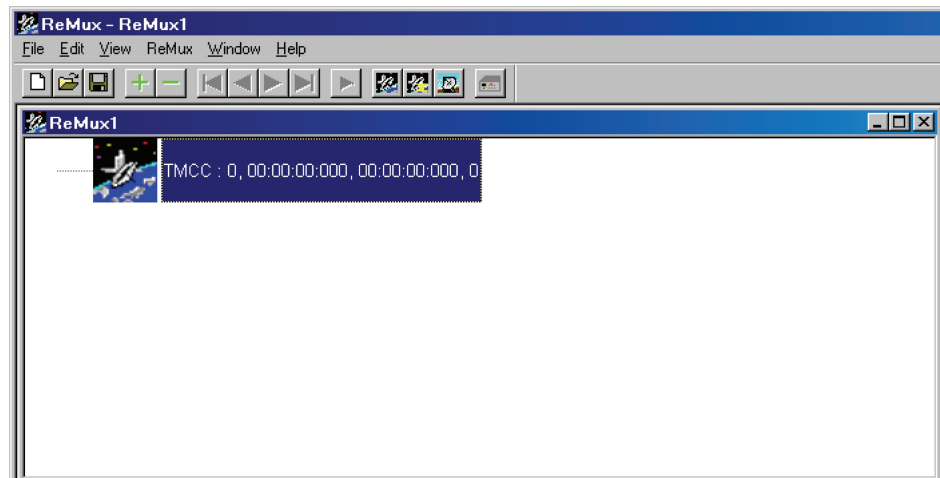 ReMux - ReMux1
File Edit View ReMux Window Help
ReMux1
TMCC : 0, 00:00:00:000, 00:00:00:000, 0